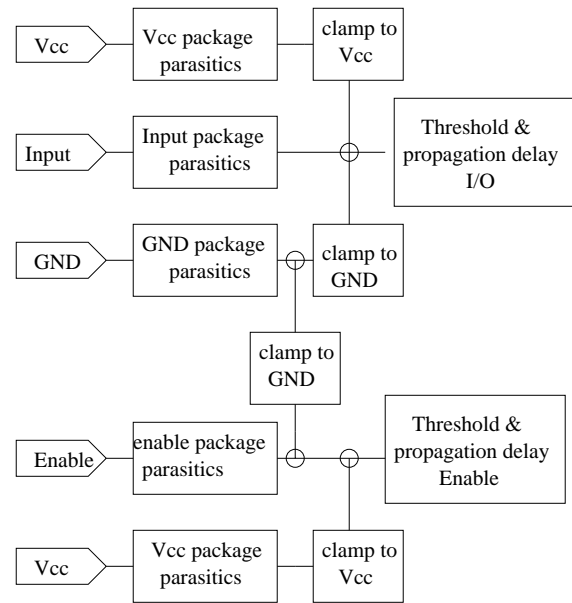 Vcc
Vcc package
parasitics
clamp to
Vcc
Input
Input package
parasitics
Threshold &
propagation delay
I/O
GND
GND package
parasitics
clamp to
GND
clamp to
GND
Enable
enable package
parasitics
Threshold &
propagation delay
Enable
Vcc
Vcc package
parasitics
clamp to
Vcc